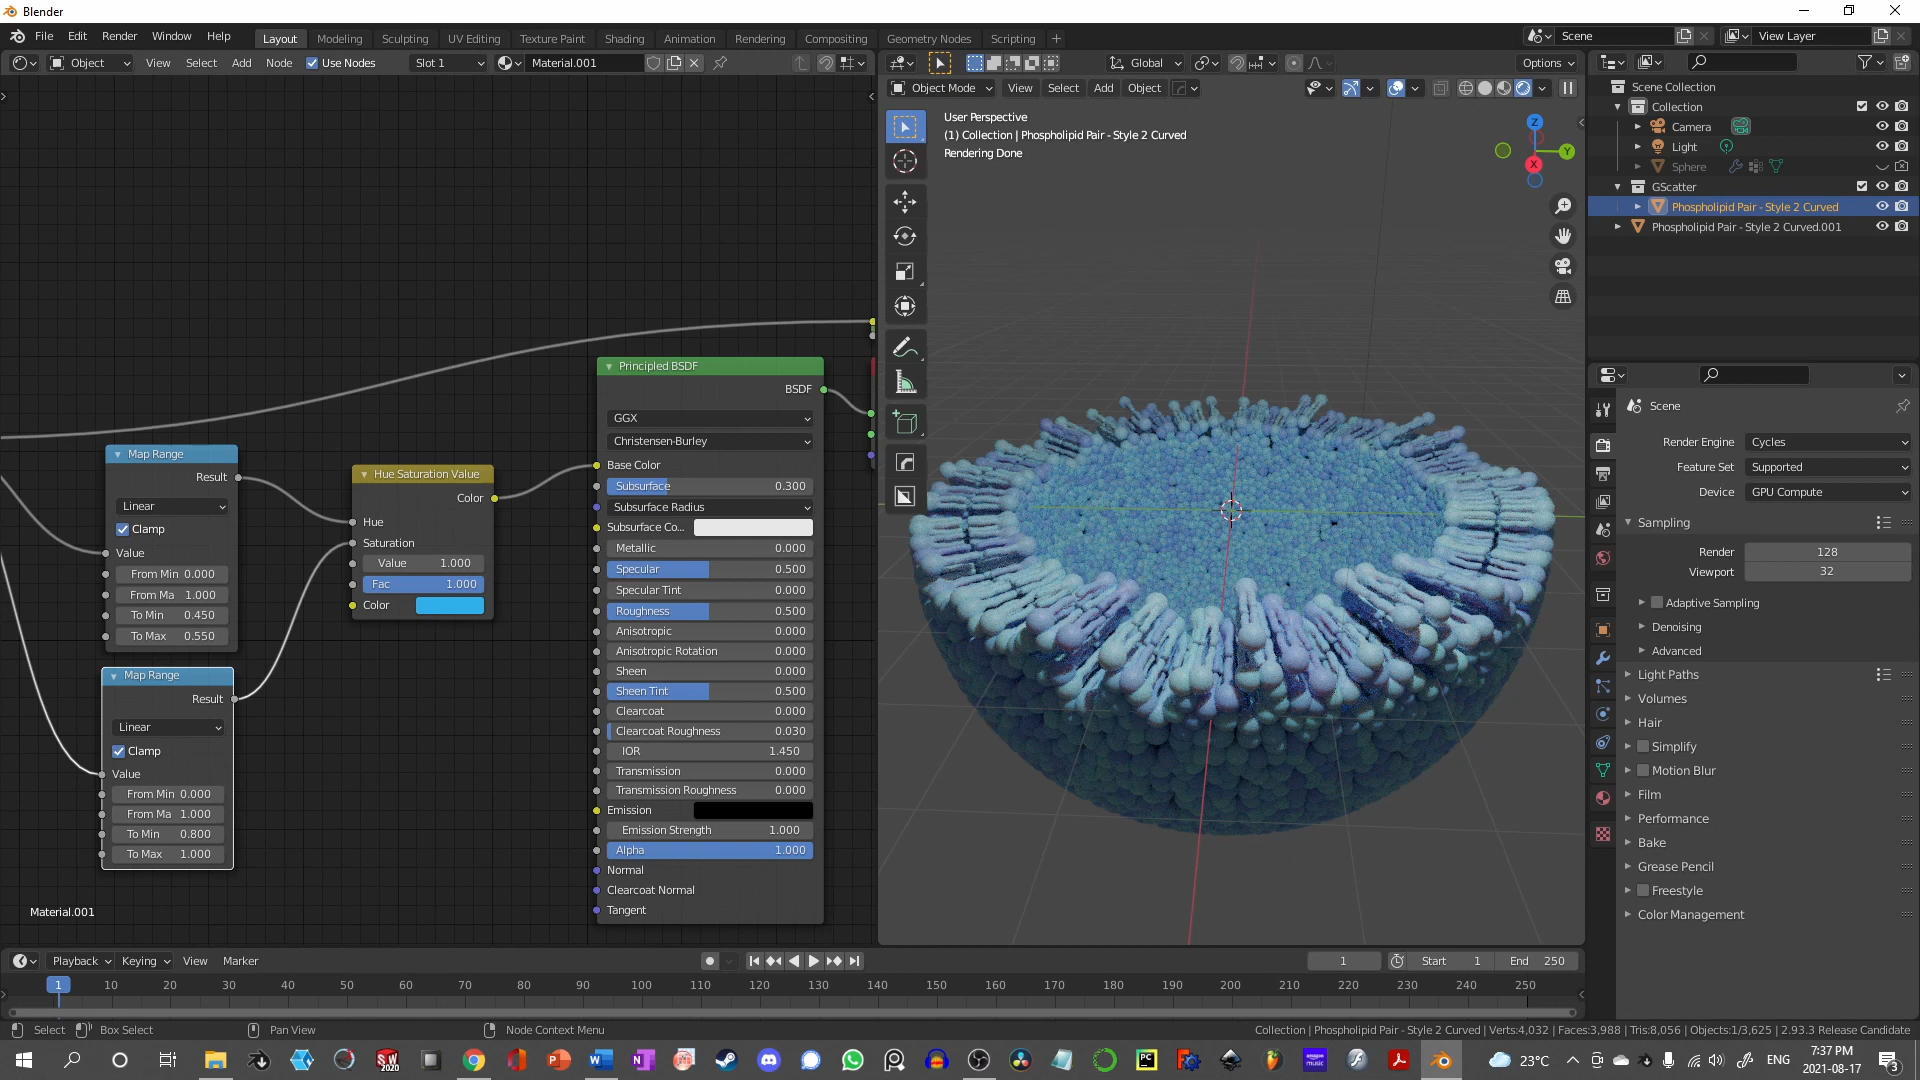 Blender
File Edit Render Window Help Layout Modeling Sculpting UV Editing Texture Paint Shading Animation Rendering Compositing Geometry Nodes Scripting + Scene View Layer
Object View Select Add Node Use Nodes Slot 1 Material.001
Global Options
Object Mode View Select Add Object
User Perspective
(1) Collection | Phospholipid Pair - Style 2 Curved
Rendering Done
Z
Y
X
Scene Collection
Collection
Camera
Light
Sphere
GScatter
Phospholipid Pair - Style 2 Curved
Phospholipid Pair - Style 2 Curved.001
Map Range
Result
Linear
Clamp
Value
From Min 0.000
From Ma 1.000
To Min 0.450
To Max 0.550
Map Range
Result
Linear
Clamp
Value
From Min 0.000
From Ma 1.000
To Min 0.800
To Max 1.000
Hue Saturation Value
Color
Hue
Saturation
Value 1.000
Fac 1.000
Color
Principled BSDF
BSDF
GGX
Christensen-Burley
Base Color
Subsurface 0.300
Subsurface Radius
Subsurface Co...
Metallic 0.000
Specular 0.500
Specular Tint 0.000
Roughness 0.500
Anisotropic 0.000
Anisotropic Rotation 0.000
Sheen 0.000
Sheen Tint 0.500
Clearcoat 0.000
Clearcoat Roughness 0.030
IOR 1.450
Transmission 0.000
Transmission Roughness 0.000
Emission
Emission Strength 1.000
Alpha 1.000
Normal
Clearcoat Normal
Tangent
Material.001
Scene
Render Engine Cycles
Feature Set Supported
Device GPU Compute
Sampling
Render 128
Viewport 32
Adaptive Sampling
Denoising
Advanced
Light Paths
Volumes
Hair
Simplify
Motion Blur
Film
Performance
Bake
Grease Pencil
Freestyle
Color Management
Playback Keying View Marker 1 Start 1 End 250
1 10 20 30 40 50 60 70 80 90 100 110 120 130 140 150 160 170 180 190 200 210 220 230 240 250
Select Box Select Pan View Node Context Menu Collection | Phospholipid Pair - Style 2 Curved | Verts:4,032 | Faces:3,988 | Tris:8,056 | Objects:1/3,625 | 2.93.3 Release Candidate
SW
2020
W
N
PC
amazon
music
23°C ENG 7:37 PM
2021-08-17
3